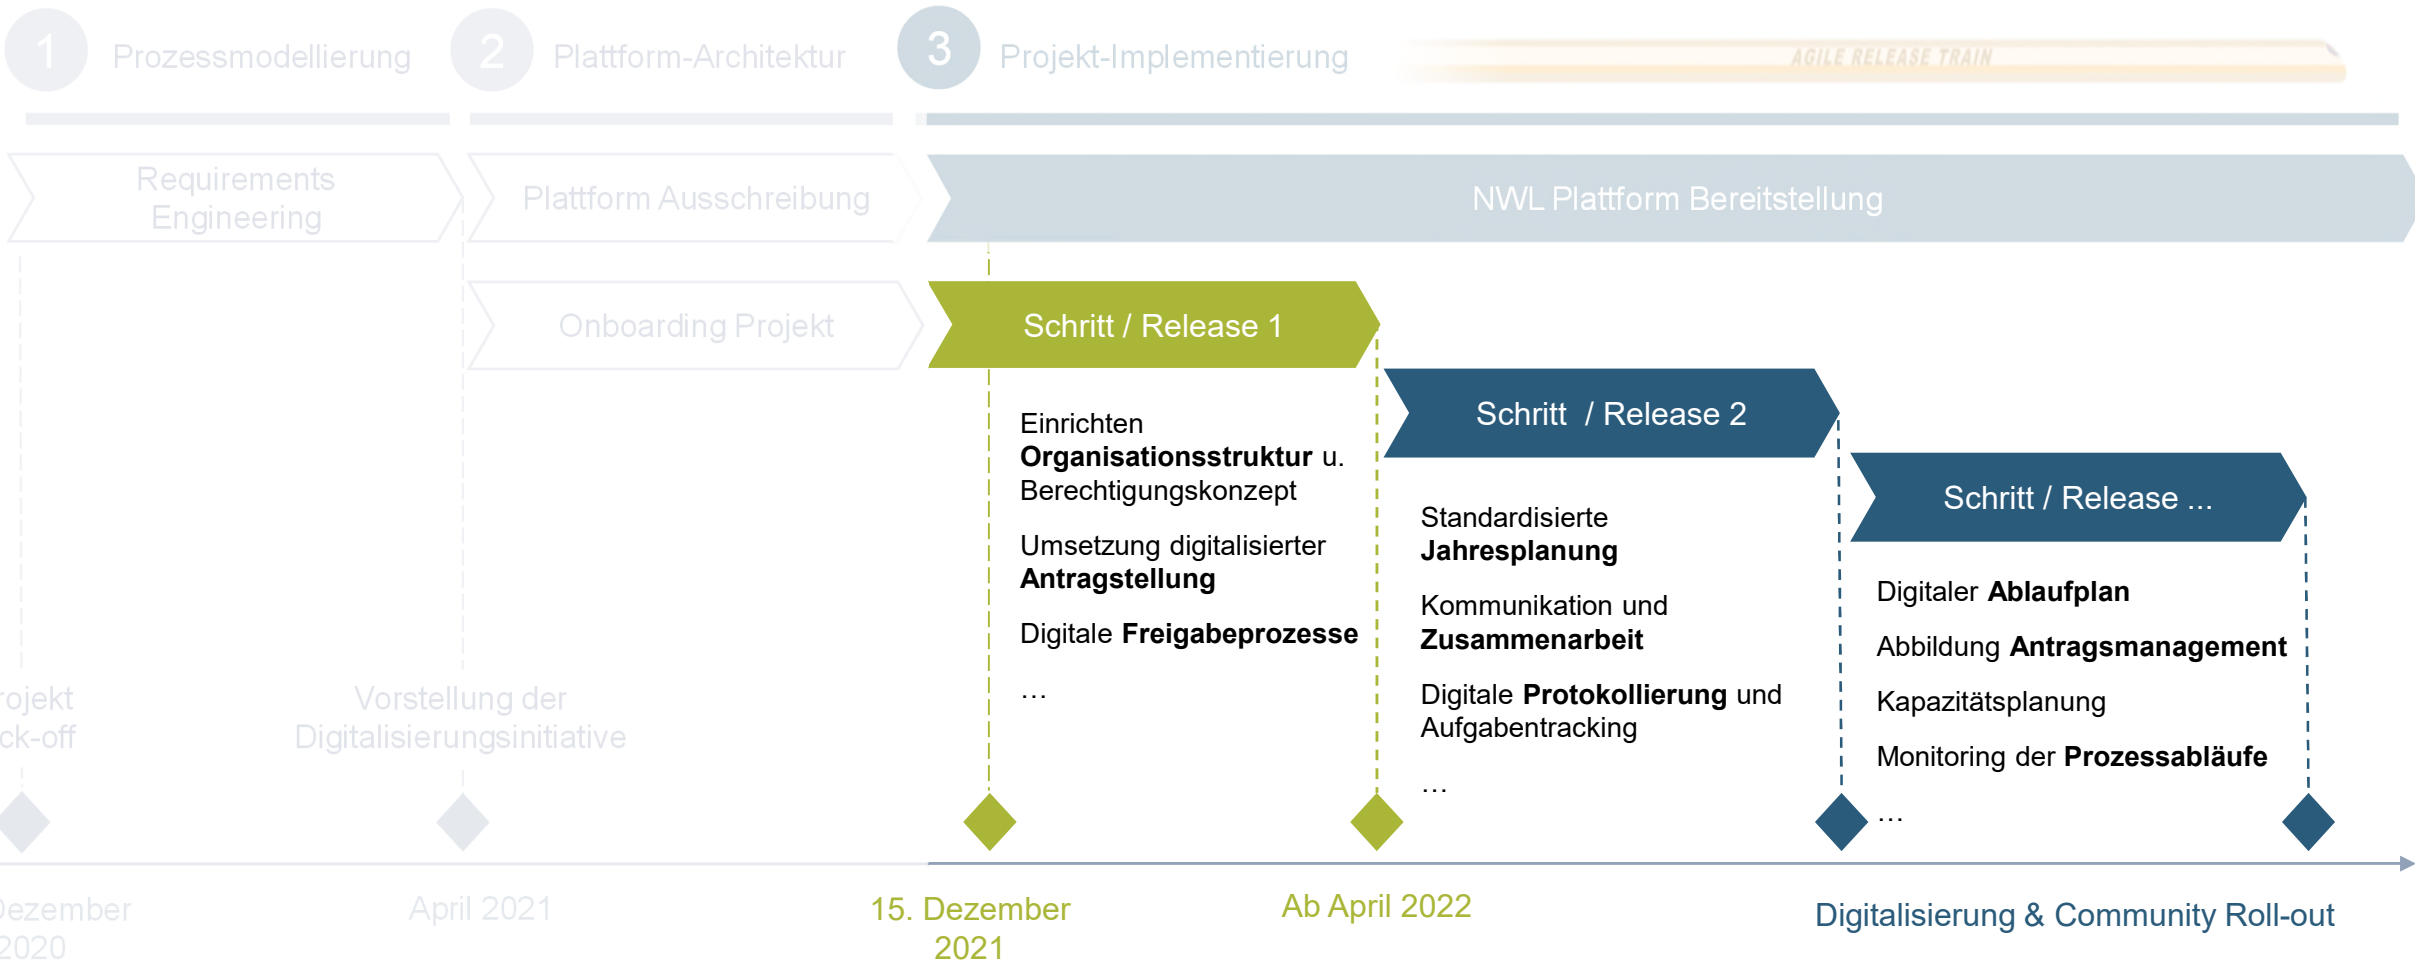 1 Prozessmodellierung
2 Plattform-Architektur
3 Projekt-Implementierung
AGILE RELEASE TRAIN
Requirements
Engineering
Plattform Ausschreibung
NWL Plattform Bereitstellung
Onboarding Projekt
Schritt / Release 1
Schritt / Release 2
Schritt / Release ...
Einrichten
Organisationsstruktur u.
Berechtigungskonzept
Umsetzung digitalisierter
Antragstellung
Digitale Freigabeprozesse
…
Standardisierte
Jahresplanung
Kommunikation und
Zusammenarbeit
Digitale Protokollierung und
Aufgabentracking
…
Digitaler Ablaufplan
Abbildung Antragsmanagement
Kapazitätsplanung
Monitoring der Prozessabläufe
…
rojekt
ck-off
Vorstellung der
Digitalisierungsinitiative
Dezember
2020
April 2021
15. Dezember
2021
Ab April 2022
Digitalisierung & Community Roll-out